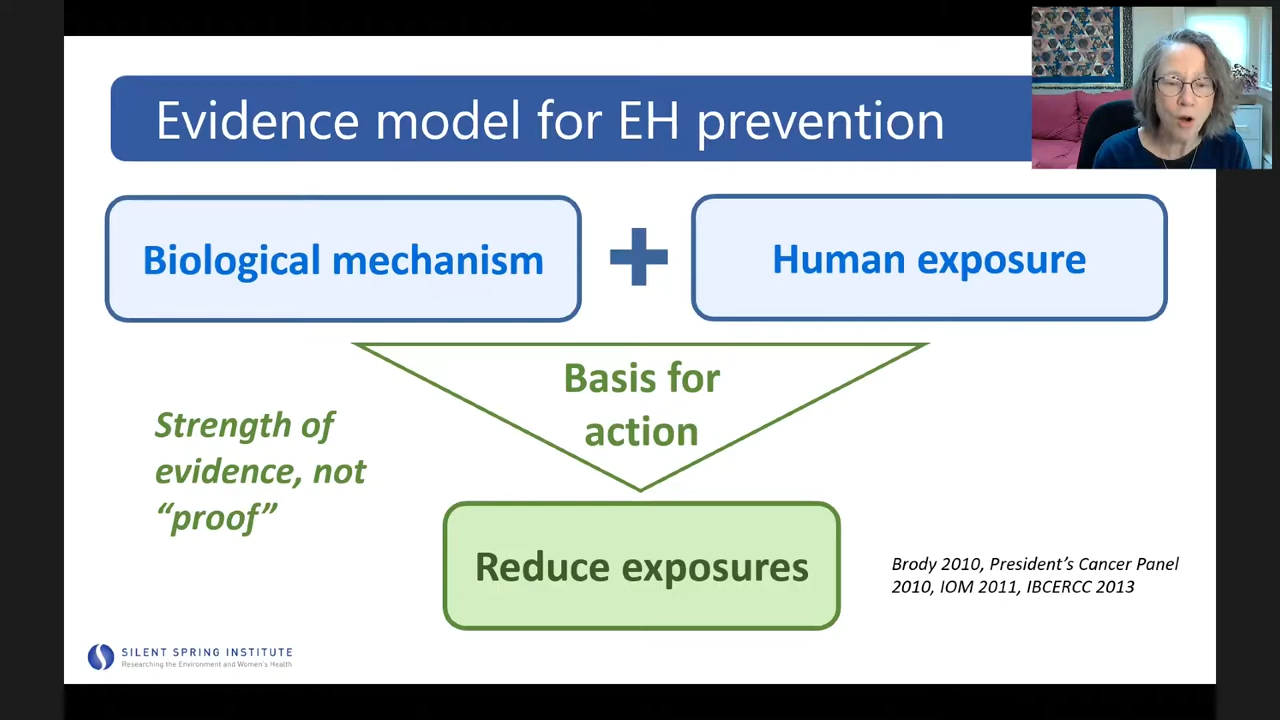 Evidence model for EH prevention
Biological mechanism
+
Human exposure
Basis for
action
Strength of
evidence, not
“proof”
Reduce exposures
Brody 2010, President’s Cancer Panel
2010, IOM 2011, IBCERCC 2013
SILENT SPRING INSTITUTE
Researching the Environment and Women's Health